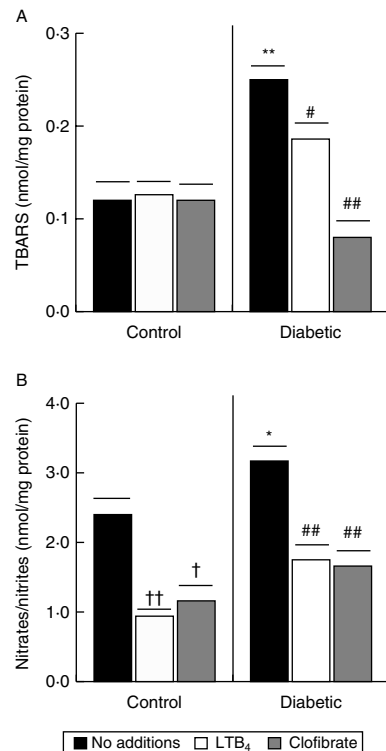 A
TBARS (nmol/mg protein)
0·3
0·2
0·1
0·0
**
#
##
Control Diabetic
B
Nitrates/nitrites (nmol/mg protein)
4·0
3·0
2·0
1·0
0·0
††
†
*
##
##
Control Diabetic
No additions LTB₄ Clofibrate